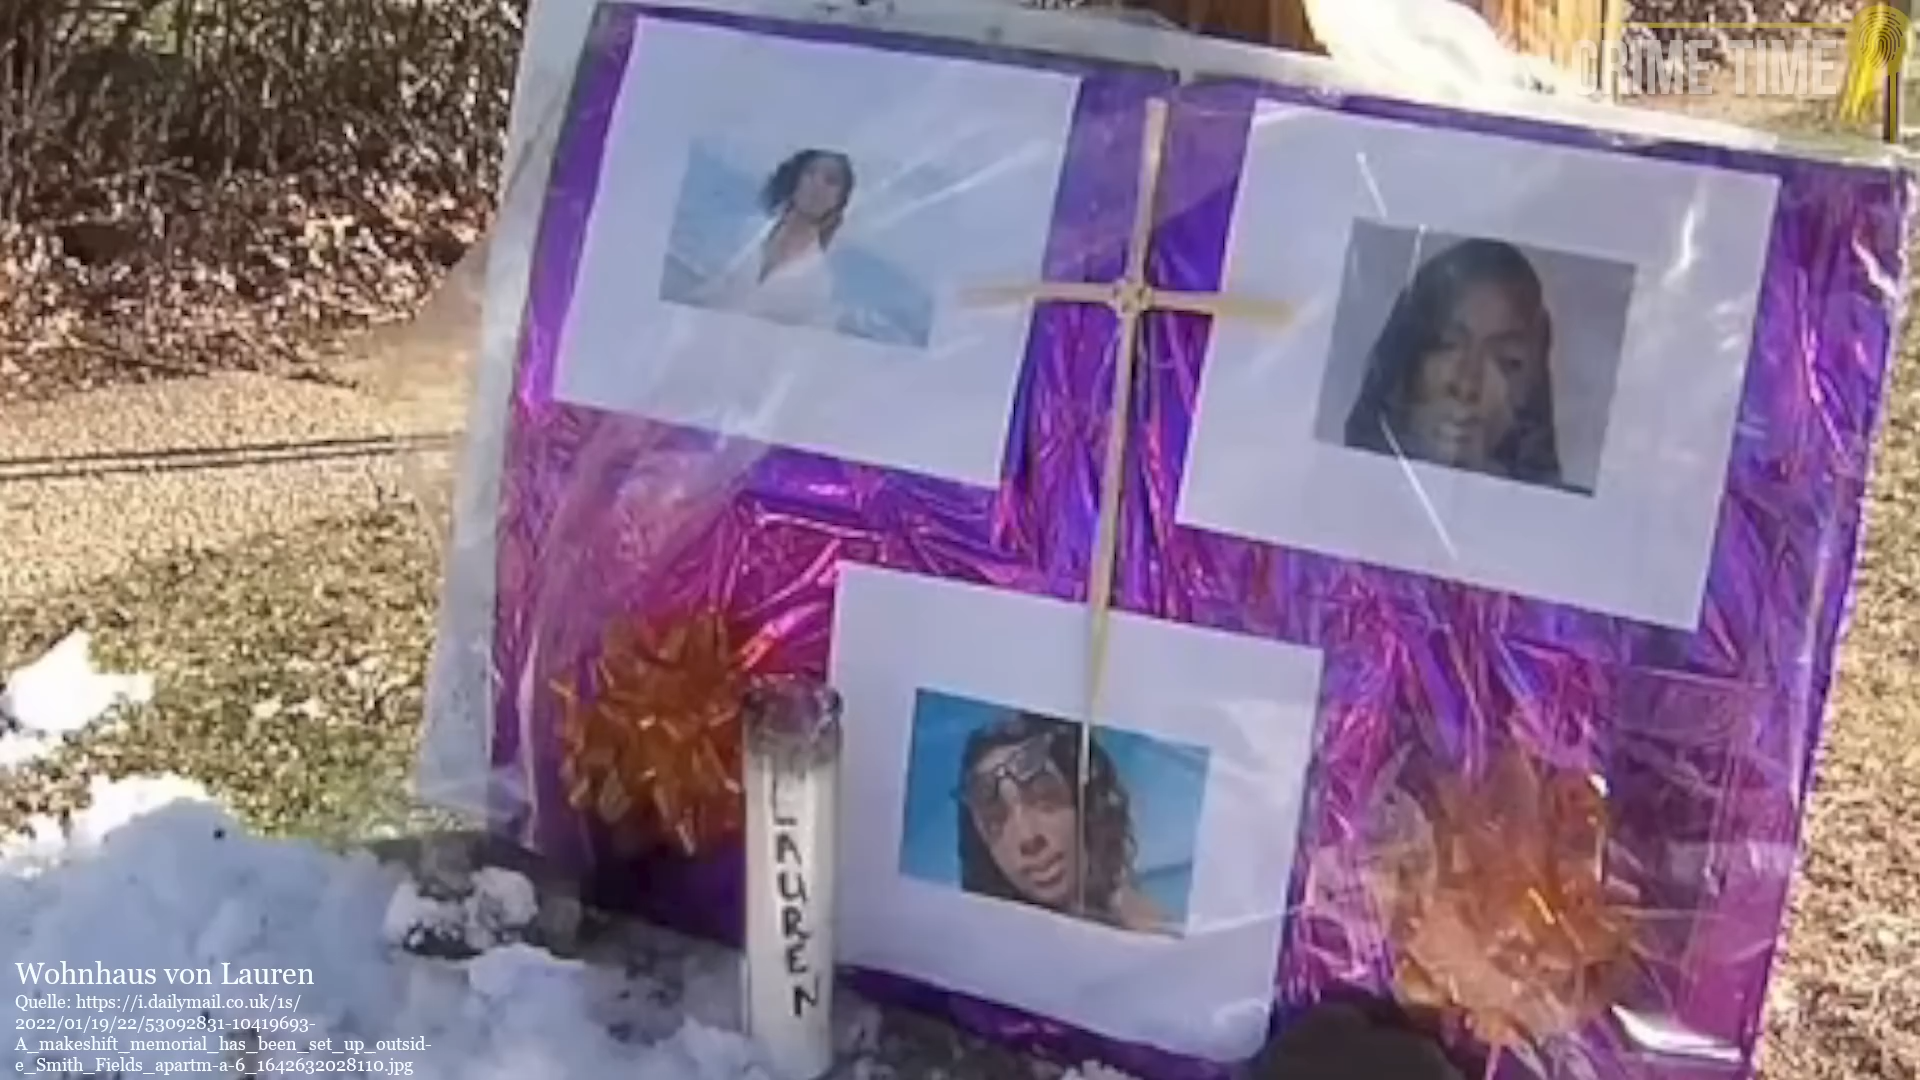 CRIME TIME
LAUREN
Wohnhaus von Lauren
Quelle: https://i.dailymail.co.uk/1s/
2022/01/19/22/53092831-10419693-
A_makeshift_memorial_has_been_set_up_outsid-
e_Smith_Fields_apartm-a-6_1642632028110.jpg